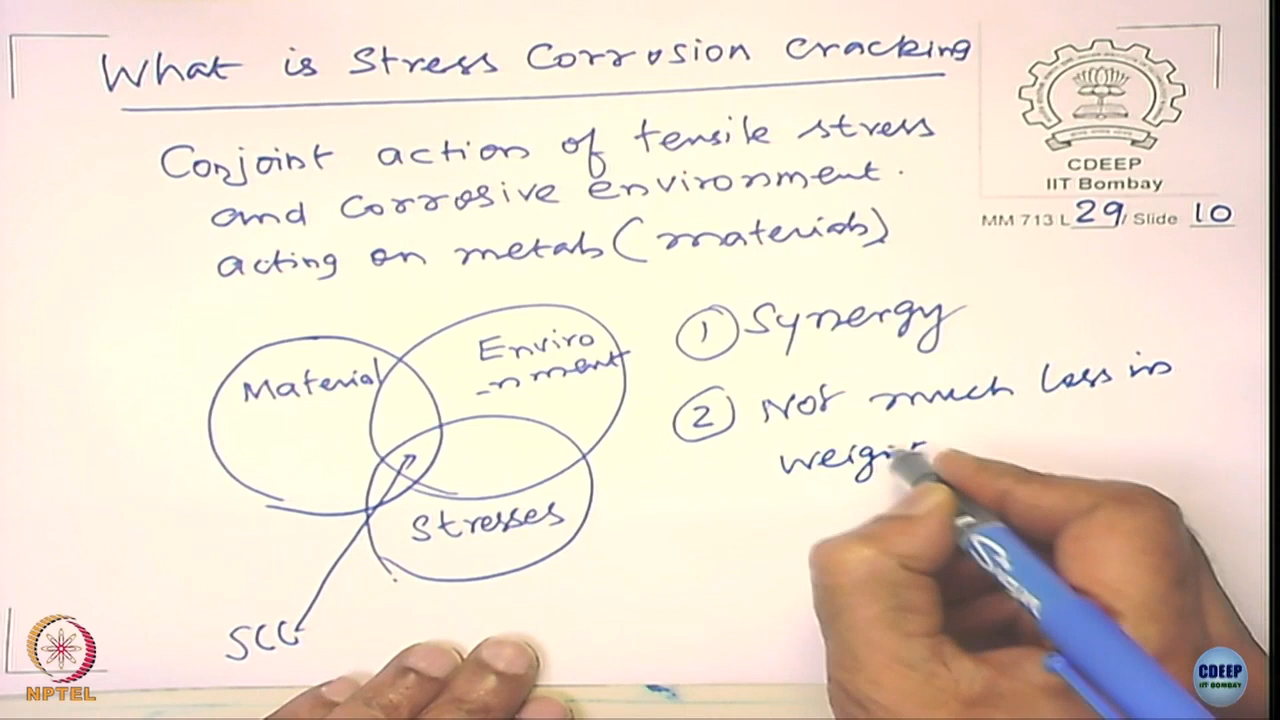 What is Stress Corrosion Cracking
Conjoint action of tensile stress
and corrosive environment.
acting on metals (materials)
CDEEP
IIT Bombay
MM 713 L 29 / Slide 10
Material
Enviro
-nment
Stresses
SCC
① Synergy
② Not much loss in
weight
NPTEL
CDEEP
IIT BOMBAY